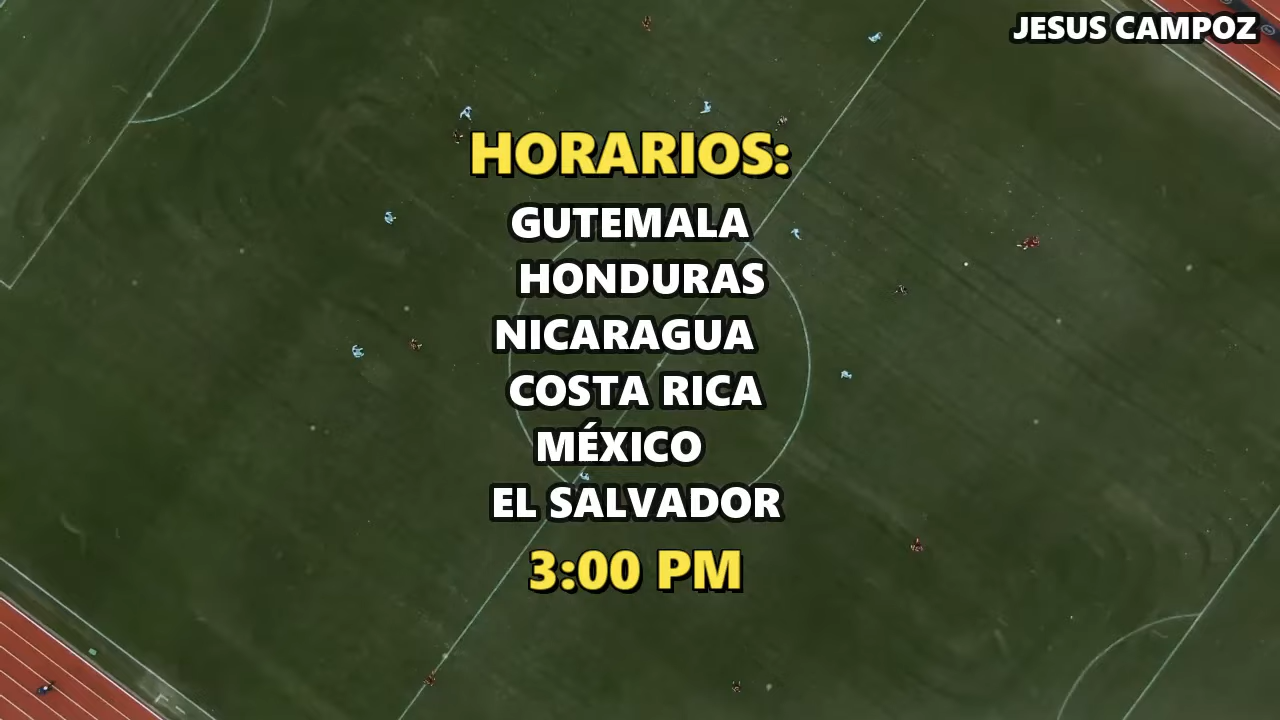 JESUS CAMPOZ
HORARIOS:
GUTEMALA
HONDURAS
NICARAGUA
COSTA RICA
MÉXICO
EL SALVADOR
3:00 PM